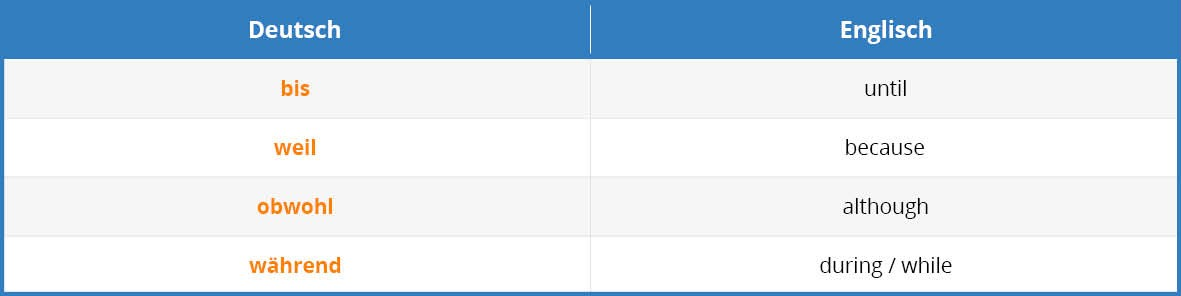 Deutsch Englisch
bis until
weil because
obwohl although
während during / while